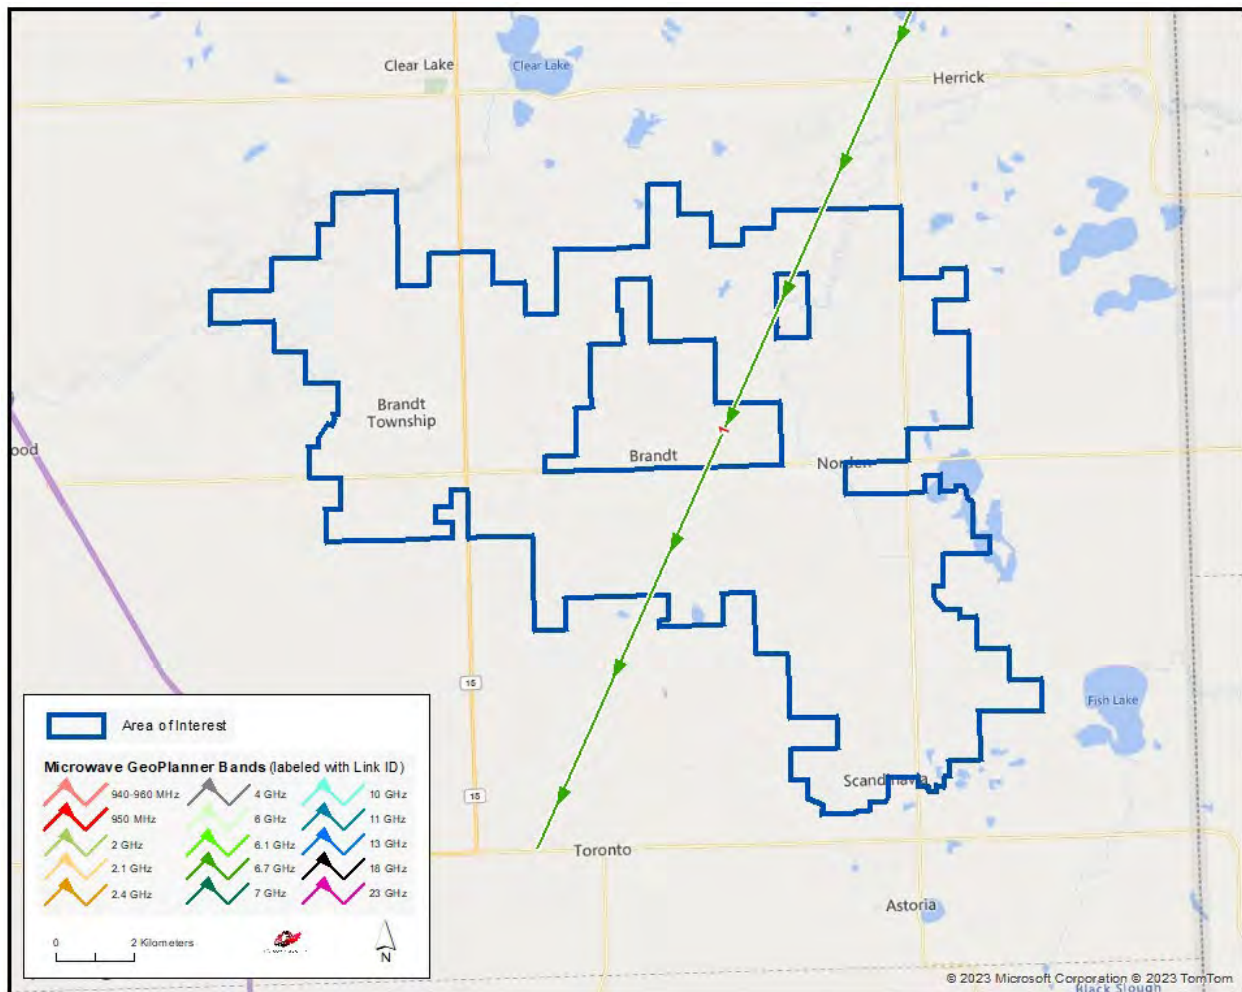 Clear Lake
Clear Lake
Herrick
Brandt
Township
ood
1
Brandt
Norden
15
Fish Lake
Scandinavia
15
Toronto
Astoria
Area of Interest
Microwave GeoPlanner Bands (labeled with Link ID)
940-960 MHz
4 GHz
10 GHz
950 MHz
6 GHz
11 GHz
2 GHz
6.1 GHz
13 GHz
2.1 GHz
6.7 GHz
18 GHz
2.4 GHz
7 GHz
23 GHz
0 2 Kilometers
N
© 2023 Microsoft Corporation © 2023 TomTom
Black Slough